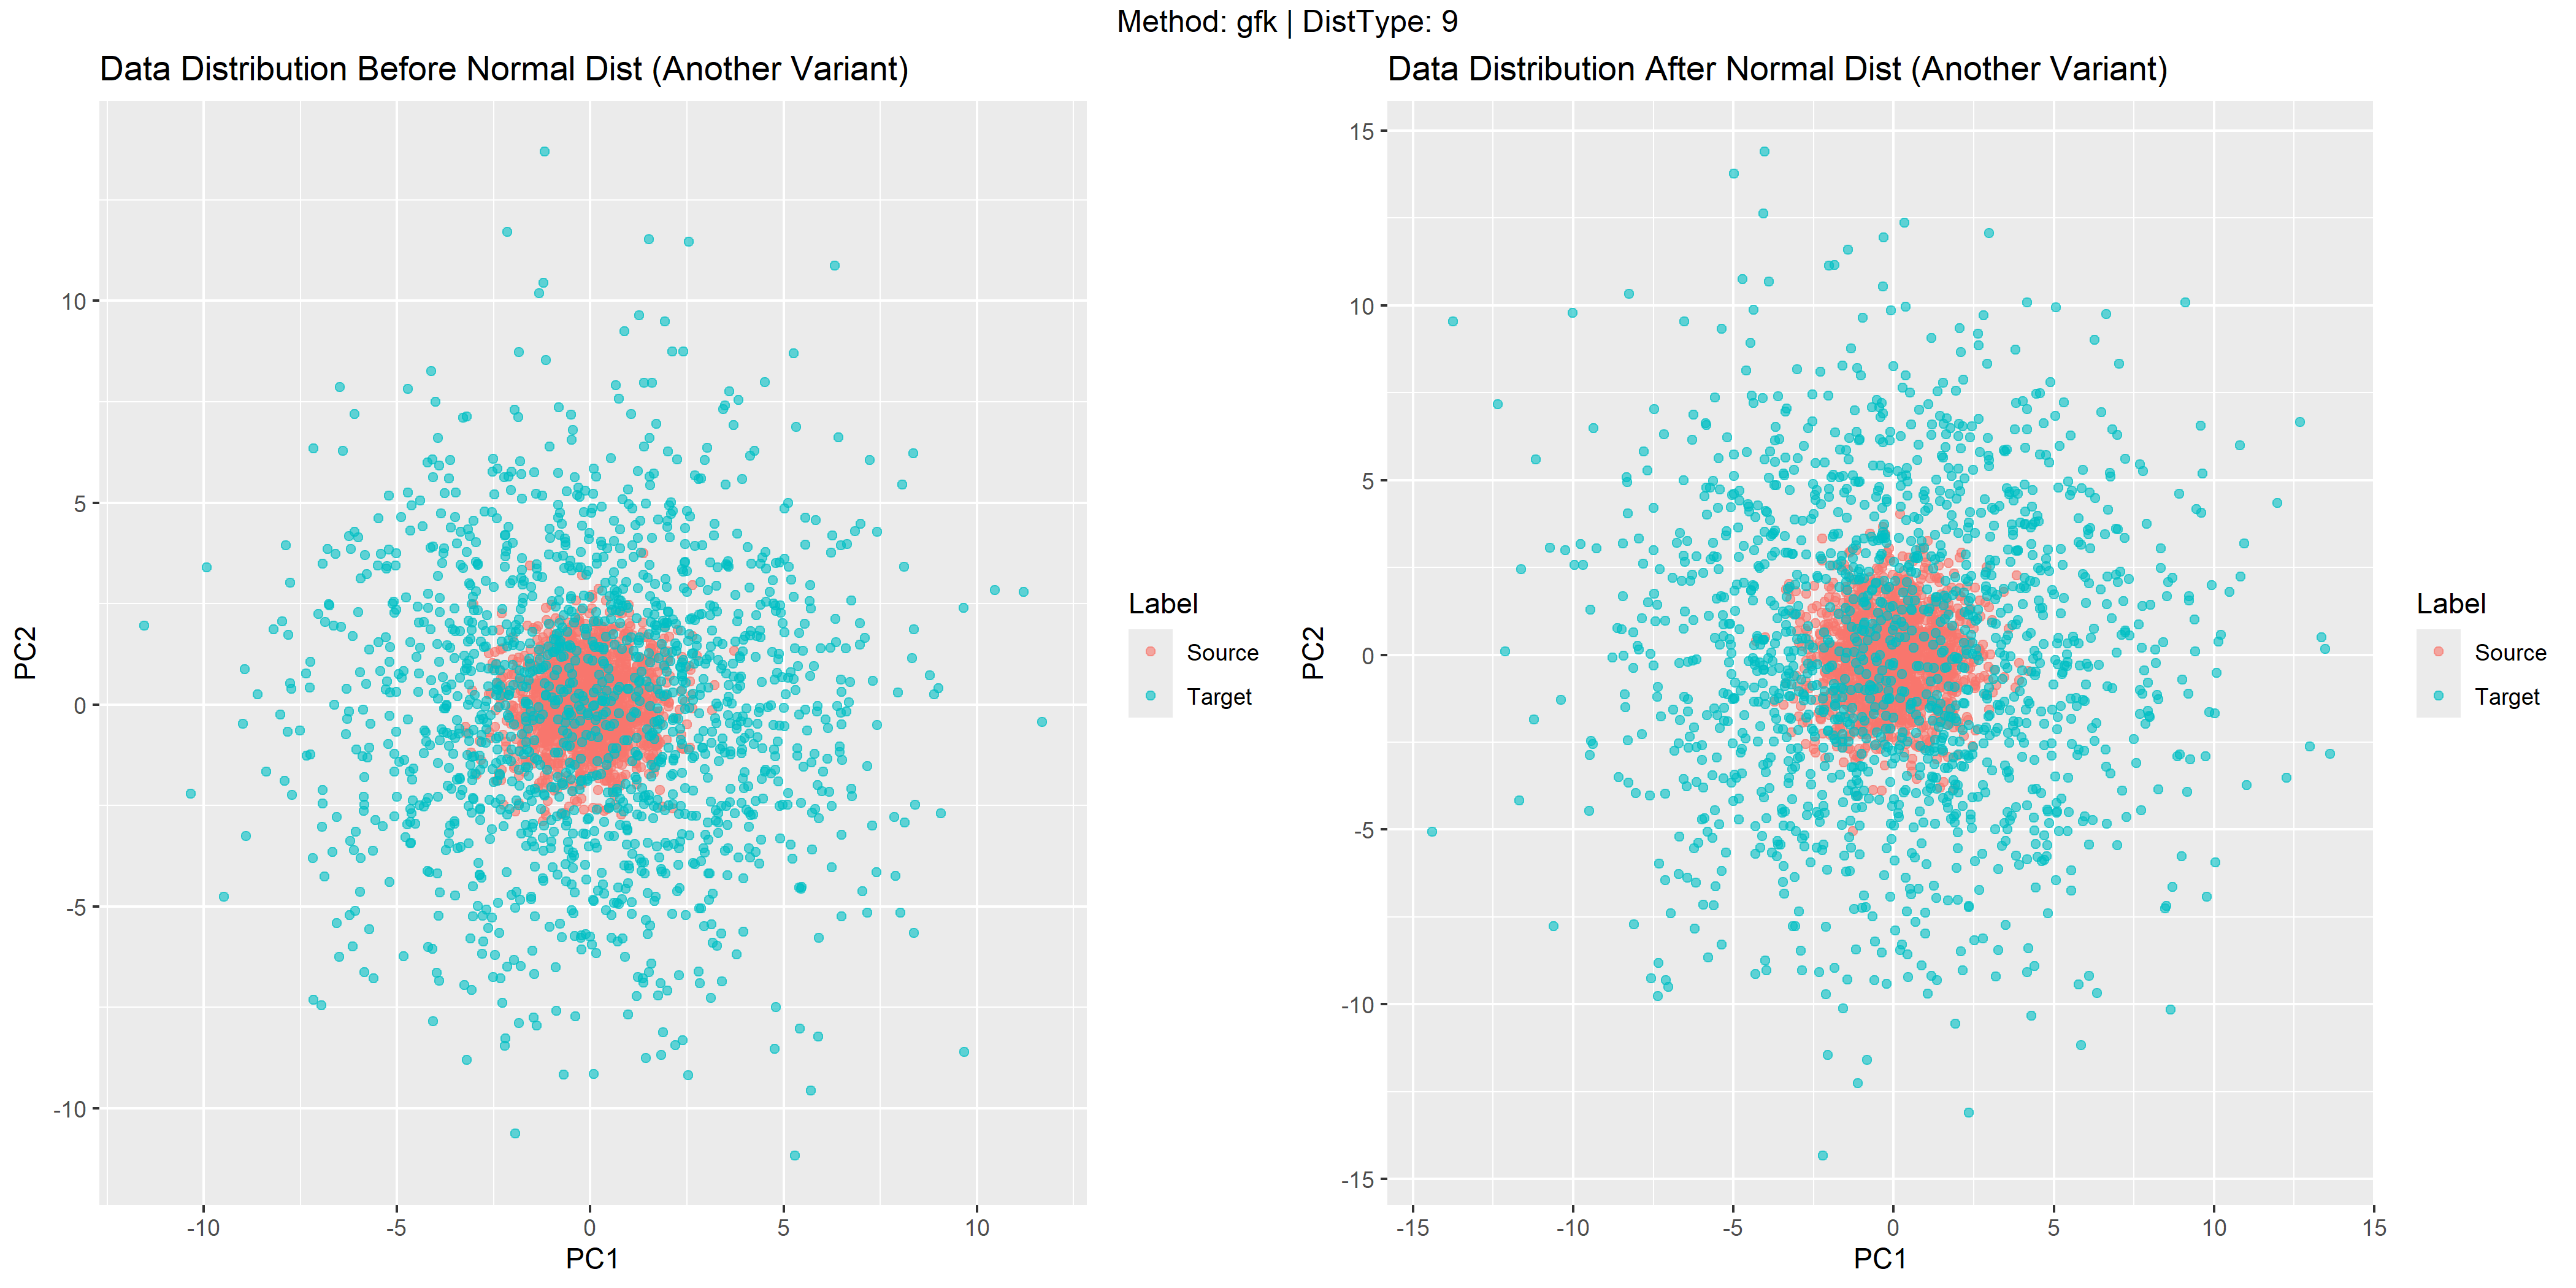 Method: gfk | DistType: 9
Data Distribution Before Normal Dist (Another Variant)
PC2
10
5
0
-5
-10
-10
-5
0
5
10
PC1
Label
Source
Target
Data Distribution After Normal Dist (Another Variant)
PC2
15
10
5
0
-5
-10
-15
-15
-10
-5
0
5
10
15
PC1
Label
Source
Target